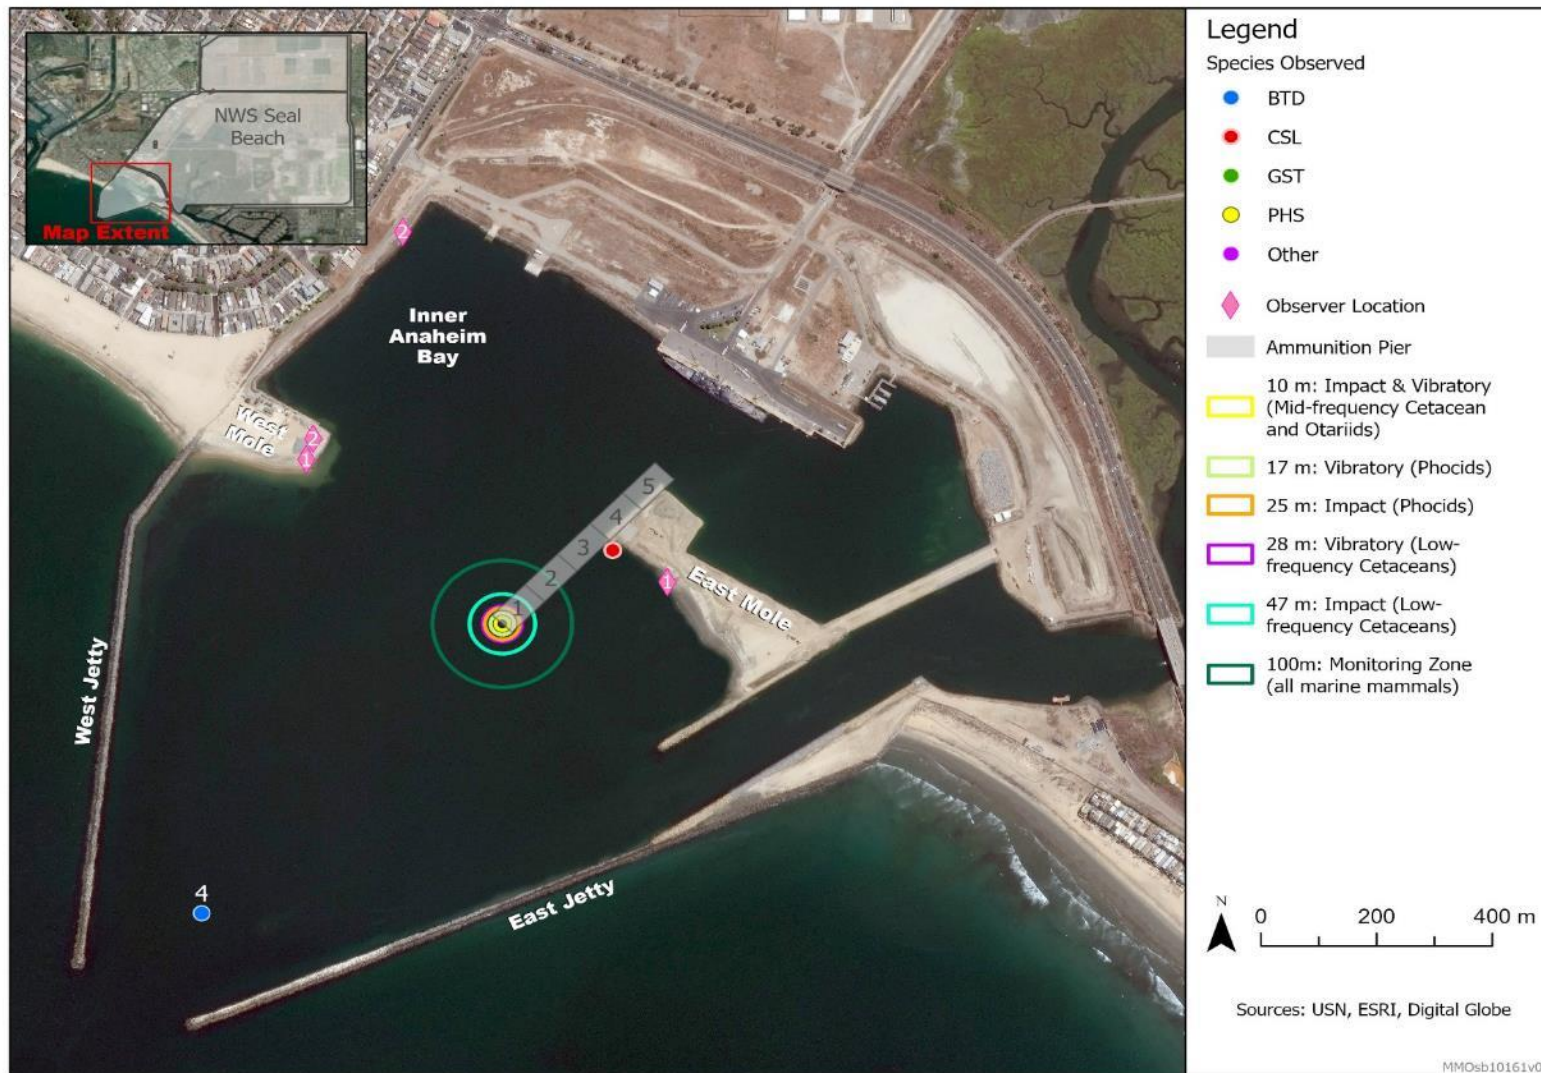 NWS Seal
Beach
Map Extent
2
Inner
Anaheim
Bay
West
Mole
2
1
5
4
3
2
1
1
East Mole
West Jetty
4
East Jetty
Legend
Species Observed
BTD
CSL
GST
PHS
Other
Observer Location
Ammunition Pier
10 m: Impact & Vibratory
(Mid-frequency Cetacean
and Otariids)
17 m: Vibratory (Phocids)
25 m: Impact (Phocids)
28 m: Vibratory (Low-
frequency Cetaceans)
47 m: Impact (Low-
frequency Cetaceans)
100m: Monitoring Zone
(all marine mammals)
N
0 200 400 m
Sources: USN, ESRI, Digital Globe
MMOsb10161v0